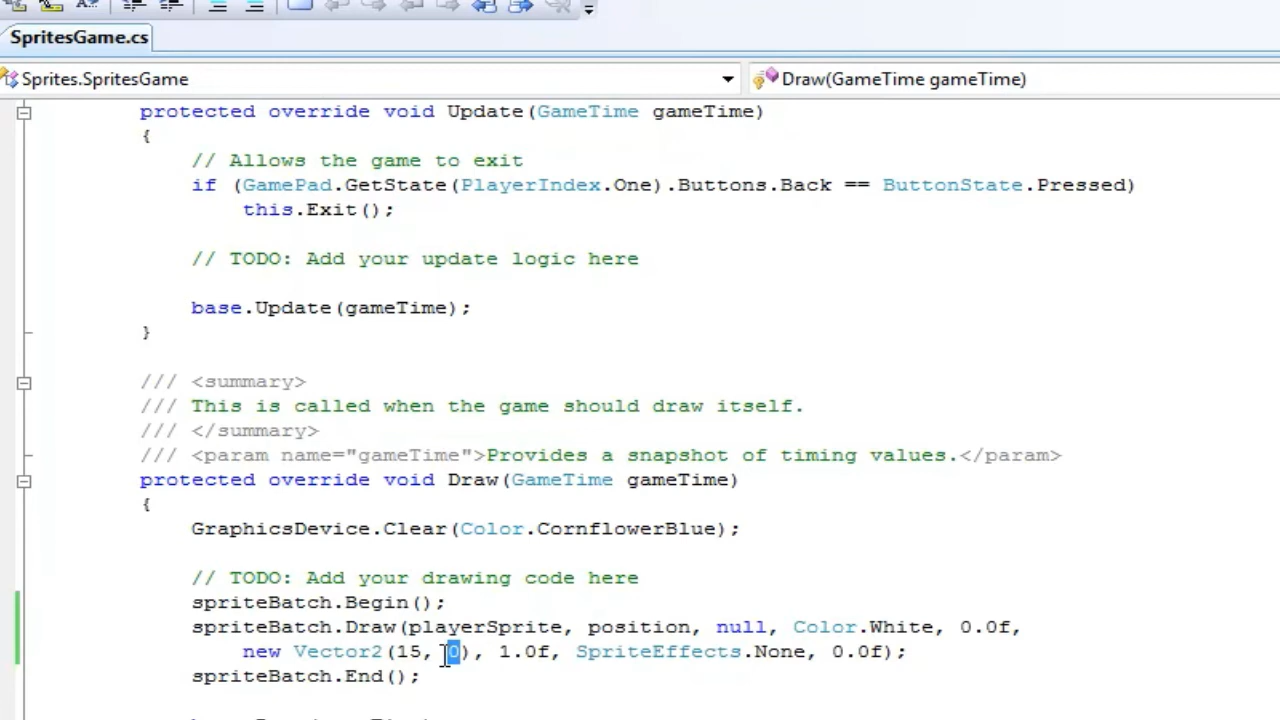 SpritesGame.cs
Sprites.SpritesGame
Draw(GameTime gameTime)
protected override void Update(GameTime gameTime)
{
// Allows the game to exit
if (GamePad.GetState(PlayerIndex.One).Buttons.Back == ButtonState.Pressed)
this.Exit();
// TODO: Add your update logic here
base.Update(gameTime);
}
/// <summary>
/// This is called when the game should draw itself.
/// </summary>
/// <param name="gameTime">Provides a snapshot of timing values.</param>
protected override void Draw(GameTime gameTime)
{
GraphicsDevice.Clear(Color.CornflowerBlue);
// TODO: Add your drawing code here
spriteBatch.Begin();
spriteBatch.Draw(playerSprite, position, null, Color.White, 0.0f,
new Vector2(15, 0), 1.0f, SpriteEffects.None, 0.0f);
spriteBatch.End();